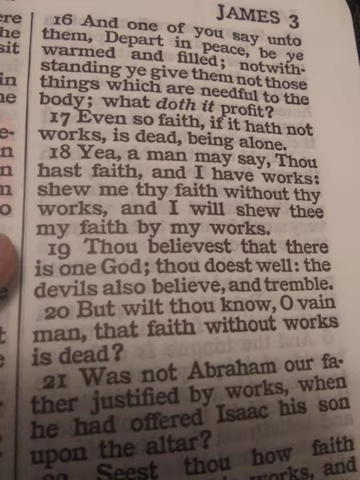 JAMES 3
16 And one of you say unto
them, Depart in peace, be ye
warmed and filled; notwith-
standing ye give them not those
things which are needful to the
body; what doth it profit?
17 Even so faith, if it hath not
works, is dead, being alone.
18 Yea, a man may say, Thou
hast faith, and I have works:
shew me thy faith without thy
works, and I will shew thee
my faith by my works.
19 Thou believest that there
is one God; thou doest well: the
devils also believe, and tremble.
20 But wilt thou know, O vain
man, that faith without works
is dead?
21 Was not Abraham our fa-
ther justified by works, when
he had offered Isaac his son
upon the altar?
22 Seest thou how faith
works, and